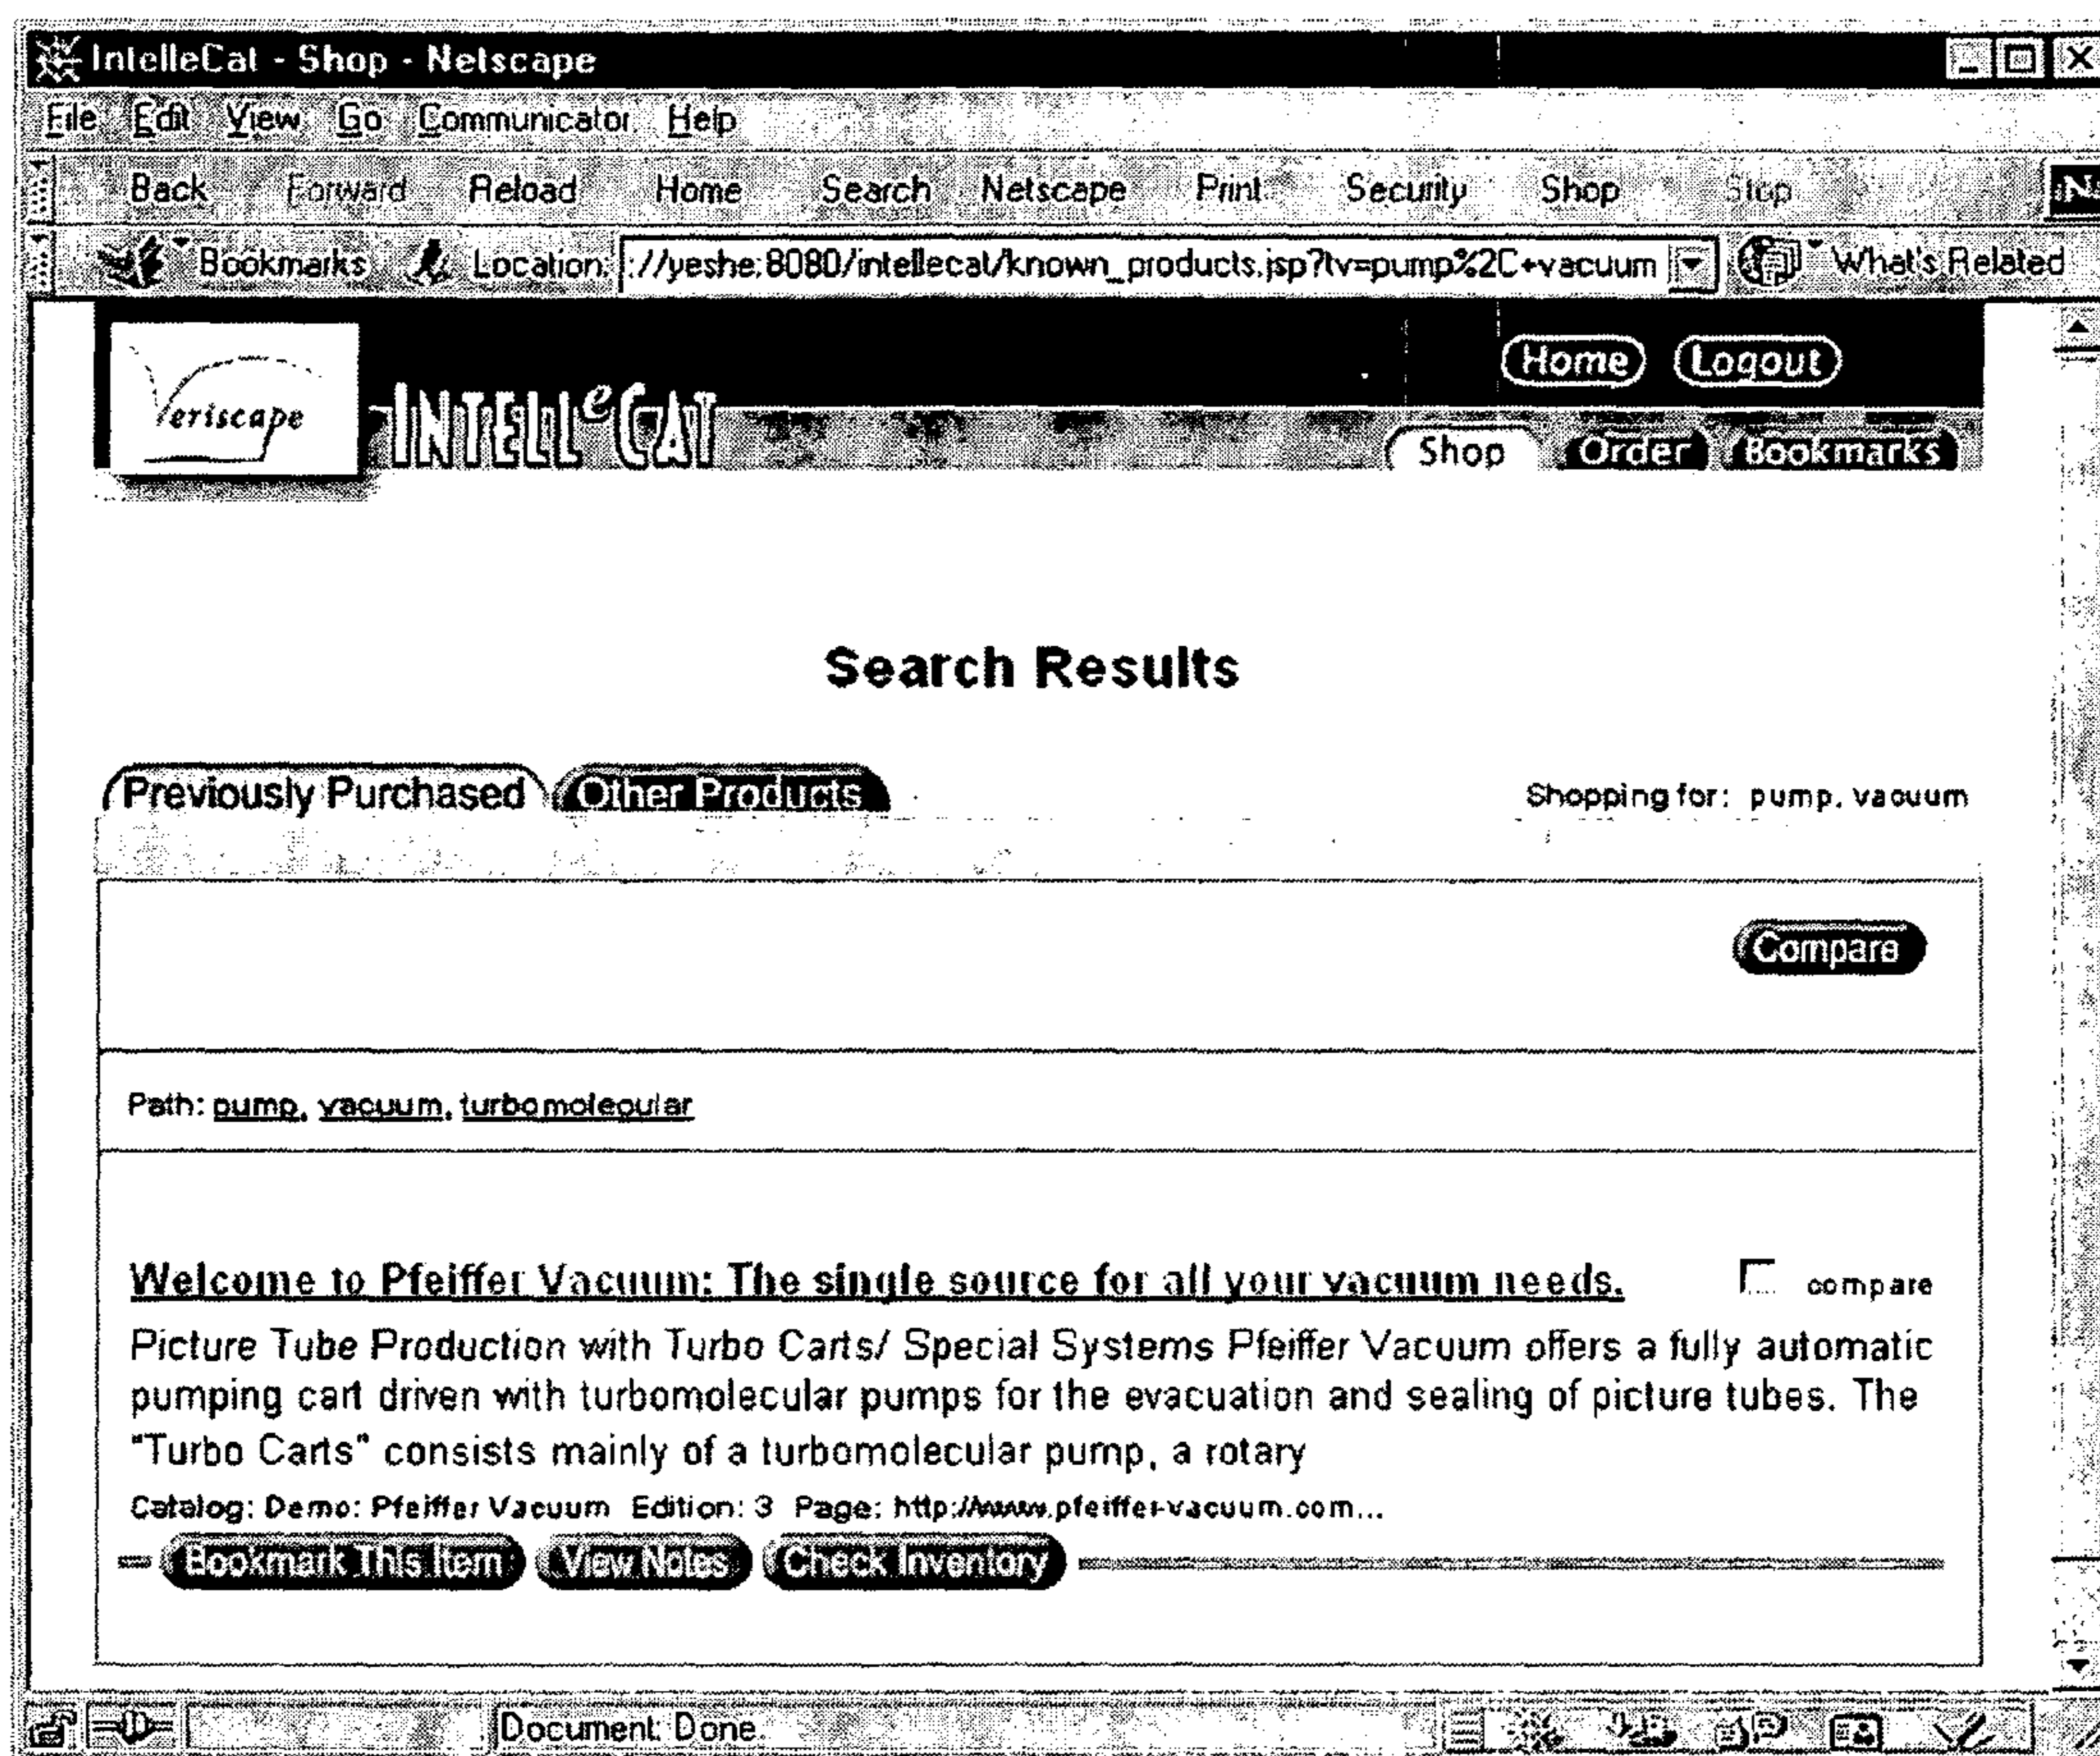 IntelleCat - Shop - Netscape
File Edit View Go Communicator Help
Back Forward Reload Home Search Netscape Print Security Shop Stop N
Bookmarks Location: ://yeshe:8080/intellecat/known_products.jsp?tv=pump%2C+vacuum What's Related
Home Logout
Veriscape INTELLeCAT
Shop Order Bookmarks
Search Results
Previously Purchased Other Products Shopping for: pump, vacuum
Compare
Path: pump, vacuum, turbomolecular
Welcome to Pfeiffer Vacuum: The single source for all your vacuum needs. compare
Picture Tube Production with Turbo Carts/ Special Systems Pfeiffer Vacuum offers a fully automatic
pumping cart driven with turbomolecular pumps for the evacuation and sealing of picture tubes. The
"Turbo Carts" consists mainly of a turbomolecular pump, a rotary
Catalog: Demo: Pfeiffer Vacuum Edition: 3 Page: http://www.pfeiffer-vacuum.com...
Bookmark This Item View Notes Check Inventory
Document: Done